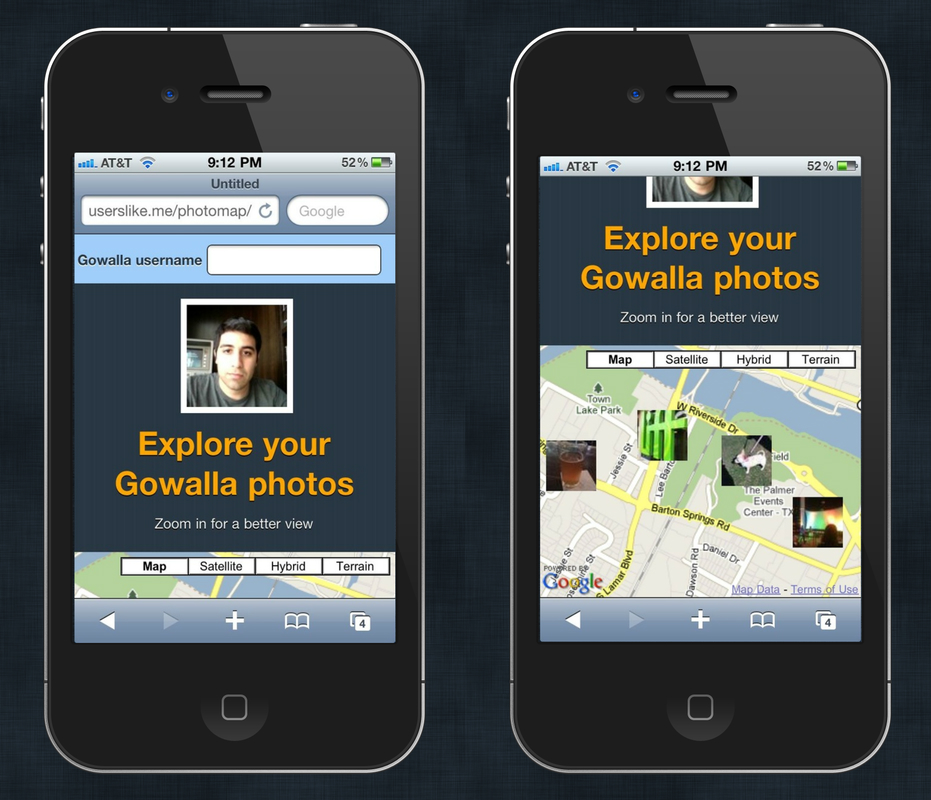 AT&T 9:12 PM 52%
Untitled
userslike.me/photomap/ Google
Gowalla username
Explore your
Gowalla photos
Zoom in for a better view
Map Satellite Hybrid Terrain
4
AT&T 9:12 PM 52%
Explore your
Gowalla photos
Zoom in for a better view
Map Satellite Hybrid Terrain
Town
Lake Park
W Riverside Dr
Jessie St
Lee Barton
The Palmer
Events
Center - TX
Barton Springs Rd
Daniel Dr
Dawson Rd
S Lamar Blvd
POWERED BY
Google
Map Data - Terms of Use
4